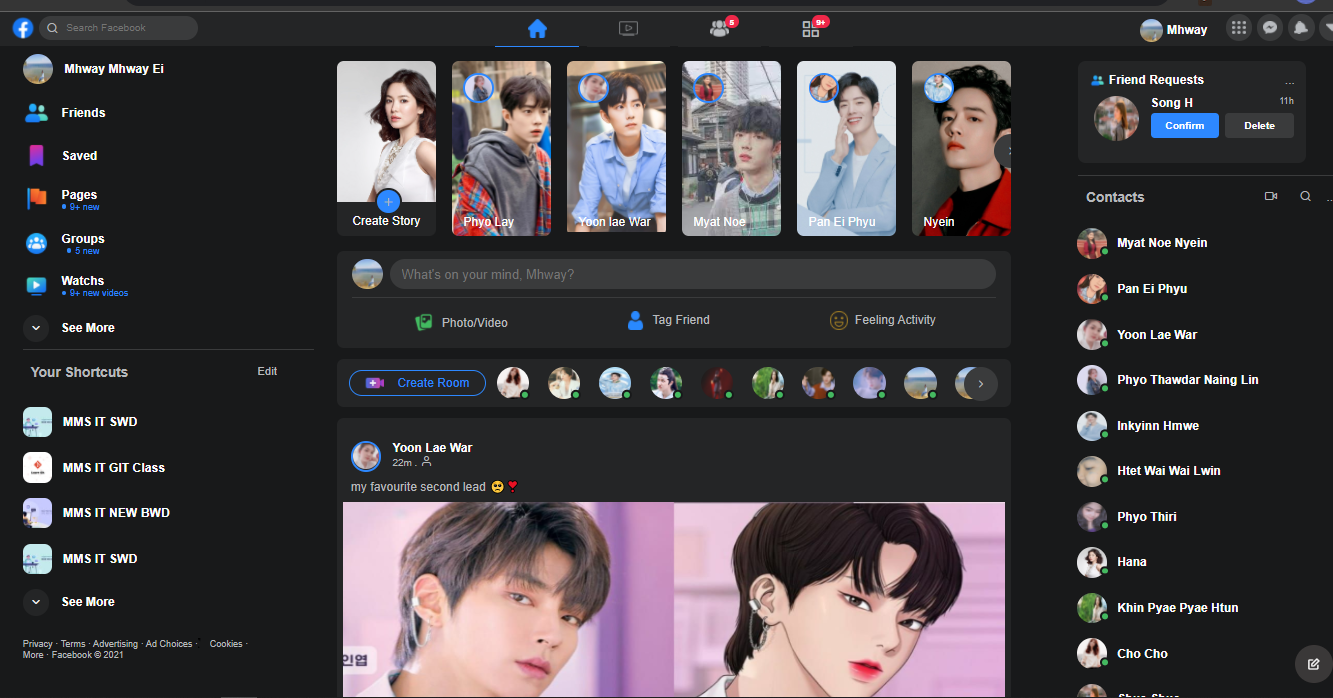 Search Facebook
5
9+
Mhway
Mhway Mhway Ei
Friends
Saved
Pages
9+ new
Groups
5 new
Watchs
9+ new videos
See More
Your Shortcuts
Edit
MMS IT SWD
MMS IT GIT Class
MMS IT NEW BWD
MMS IT SWD
See More
Privacy · Terms · Advertising · Ad Choices · Cookies ·
More · Facebook © 2021
Create Story
Phyo Lay
Yoon lae War
Myat Noe
Pan Ei Phyu
Nyein
What's on your mind, Mhway?
Photo/Video
Tag Friend
Feeling Activity
Create Room
Yoon Lae War
22m .
my favourite second lead 🥺❣
인엽
Friend Requests
...
Song H
11h
Confirm
Delete
Contacts
Myat Noe Nyein
Pan Ei Phyu
Yoon Lae War
Phyo Thawdar Naing Lin
Inkyinn Hmwe
Htet Wai Wai Lwin
Phyo Thiri
Hana
Khin Pyae Pyae Htun
Cho Cho